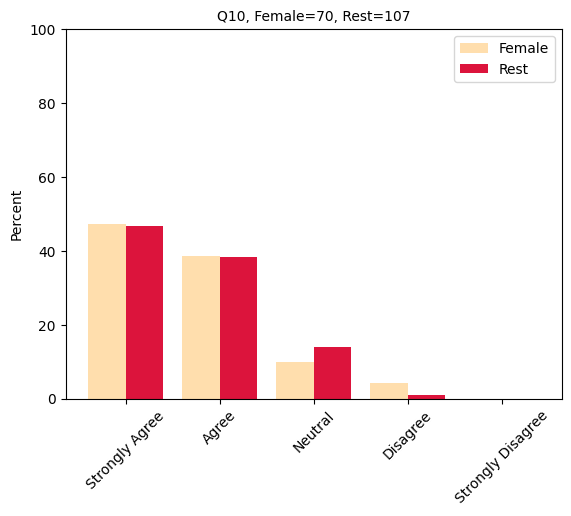 Q10, Female=70, Rest=107
100
80
60
40
20
0
Percent
Female
Rest
Strongly Agree
Agree
Neutral
Disagree
Strongly Disagree